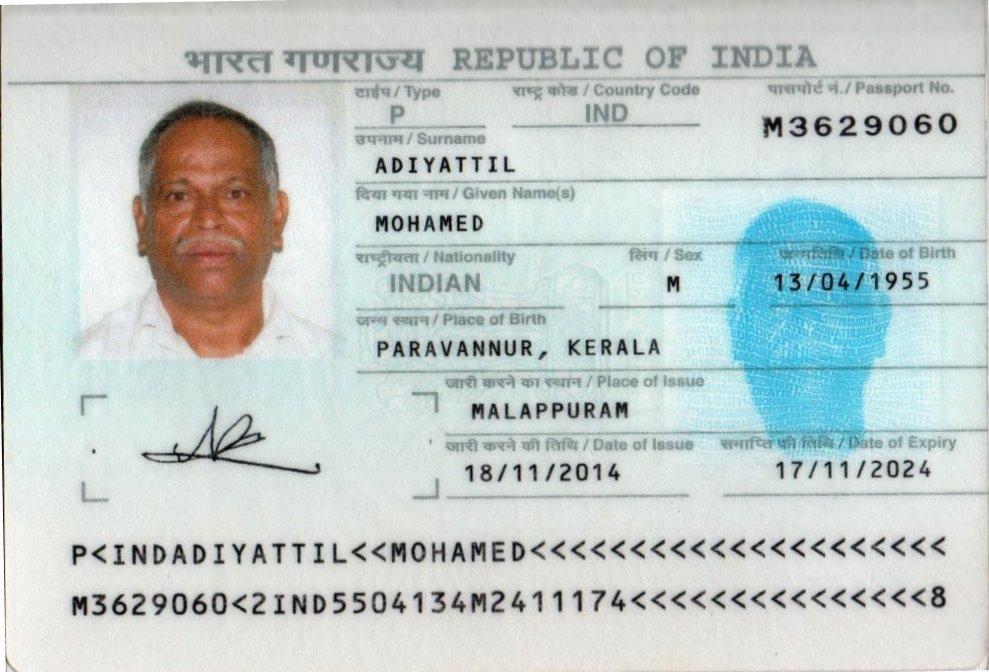 भारत गणराज्य REPUBLIC OF INDIA
टाईप / Type राष्ट्र कोड / Country Code पासपोर्ट नं. / Passport No.
P IND M3629060
उपनाम / Surname
ADIYATTIL
दिया गया नाम / Given Name(s)
MOHAMED
राष्ट्रीयता / Nationality लिंग / Sex जन्मतिथि / Date of Birth
INDIAN M 13/04/1955
जन्म स्थान / Place of Birth
PARAVANNUR, KERALA
जारी करने का स्थान / Place of Issue
MALAPPURAM
जारी करने की तिथि / Date of Issue समाप्ति की तिथि / Date of Expiry
18/11/2014 17/11/2024
P<INDADIYATTIL<<MOHAMED<<<<<<<<<<<<<<<<<<<<<
M3629060<2IND5504134M2411174<<<<<<<<<<<<<<<8